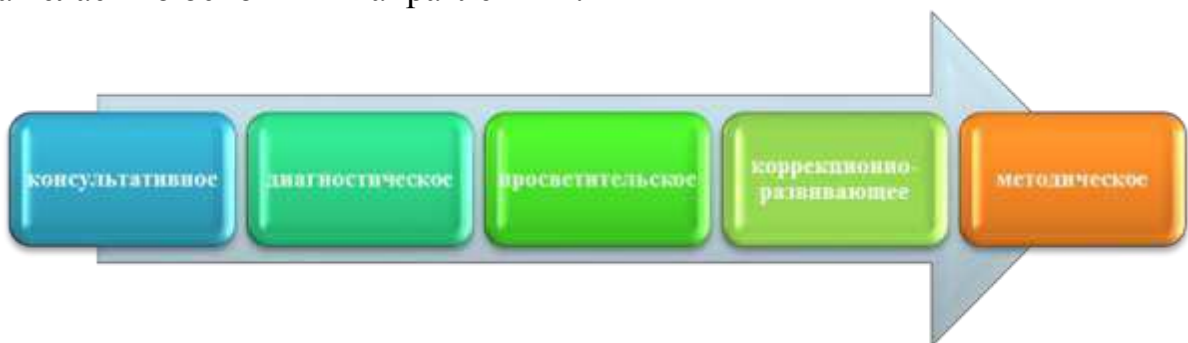 консультативное
диагностическое
просветительское
коррекционно-
развивающее
методическое